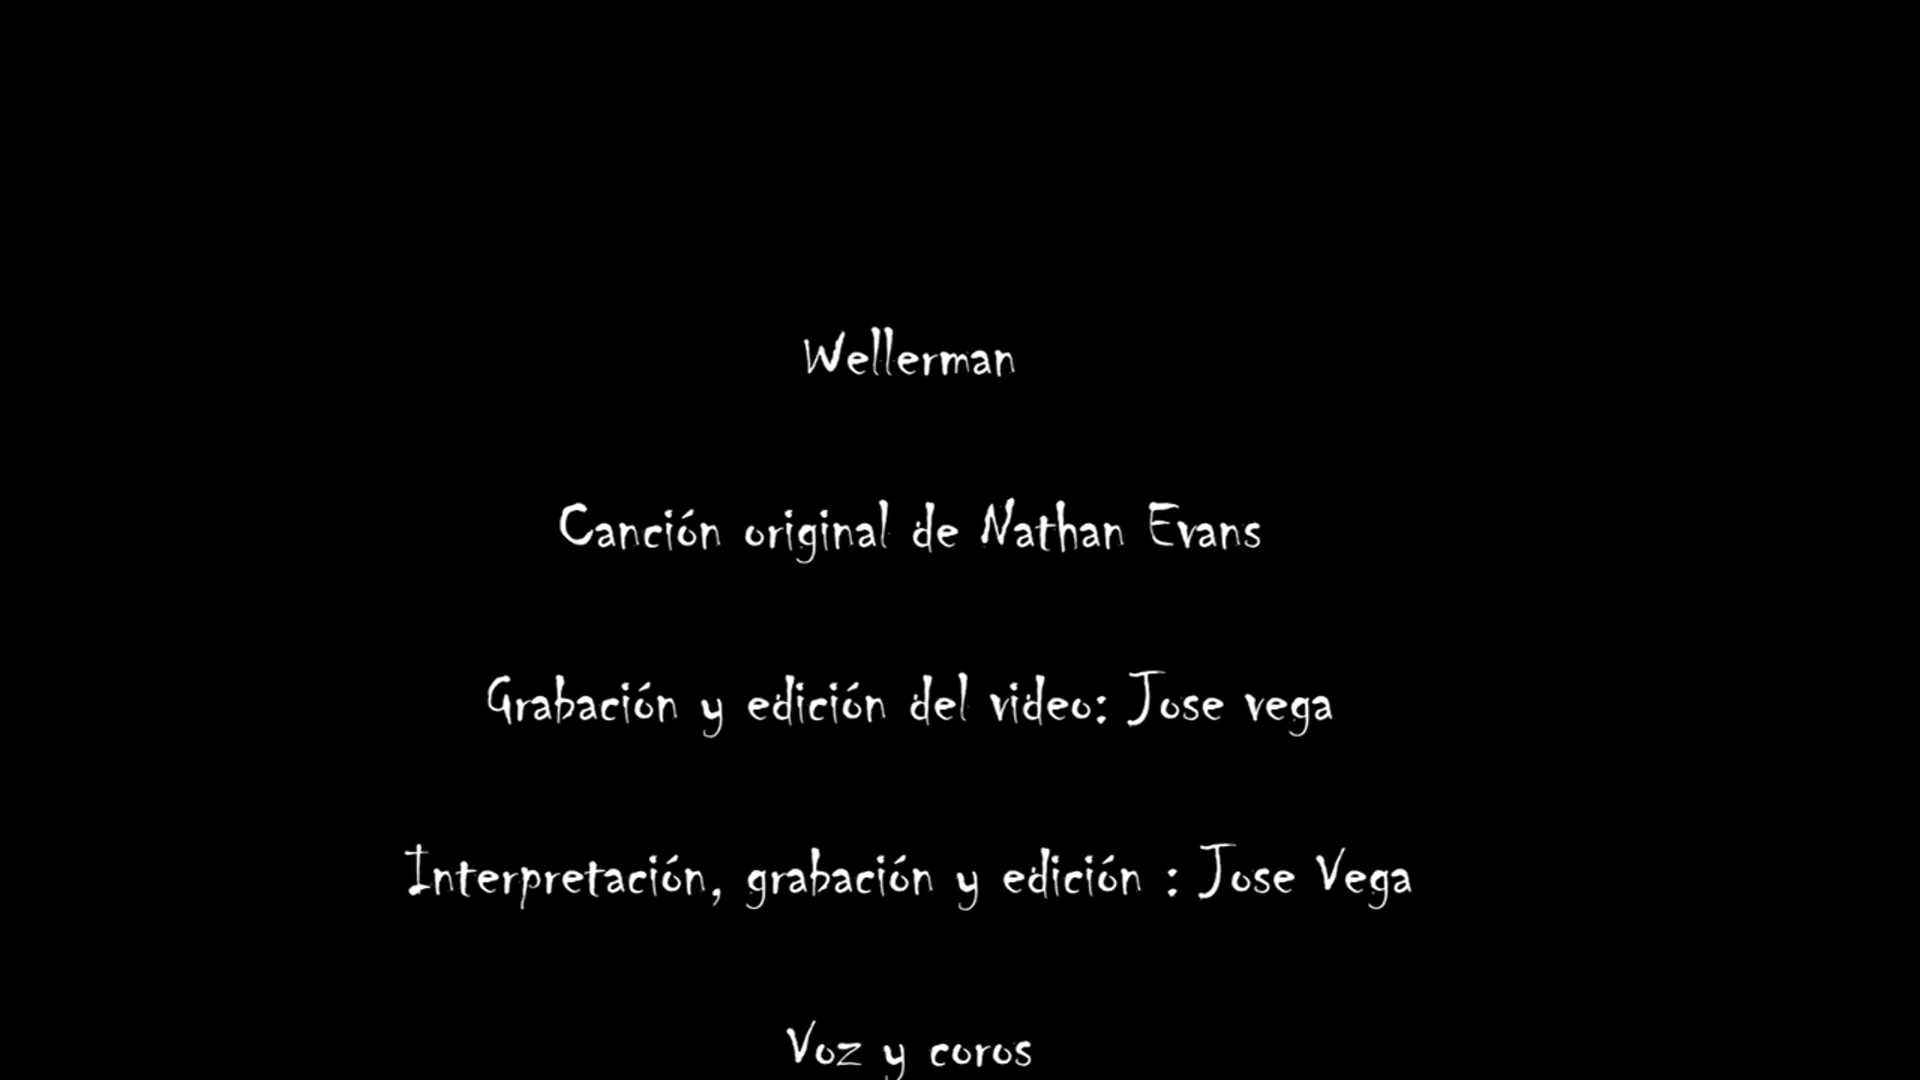 Wellerman
Canción original de Nathan Evans
Grabación y edición del video: Jose vega
Interpretación, grabación y edición : Jose Vega
Voz y coros